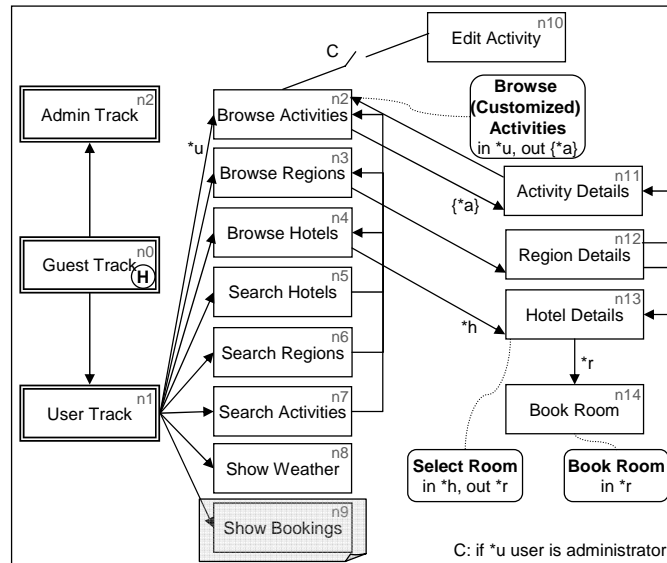 n10
Edit Activity
C
n2
Admin Track
n2
Browse Activities
Browse
(Customized)
Activities
in *u, out {*a}
*u
n3
Browse Regions
n11
Activity Details
{*a}
n4
Browse Hotels
n0
Guest Track
H
n12
Region Details
n5
Search Hotels
n13
Hotel Details
*h
n6
Search Regions
*r
n1
User Track
n7
Search Activities
n14
Book Room
n8
Show Weather
Select Room
in *h, out *r
Book Room
in *r
n9
Show Bookings
C: if *u user is administrator